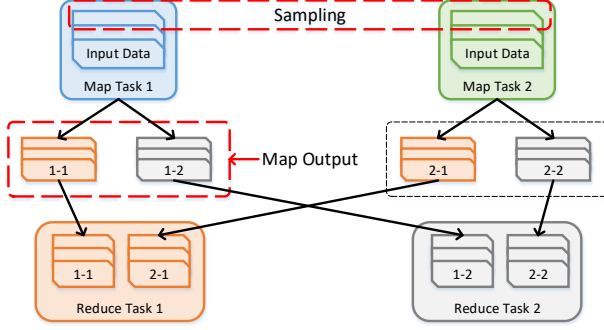 Sampling
Input Data
Input Data
Map Task 1
Map Task 2
Map Output
1-1
1-2
2-1
2-2
1-1
2-1
1-2
2-2
Reduce Task 1
Reduce Task 2